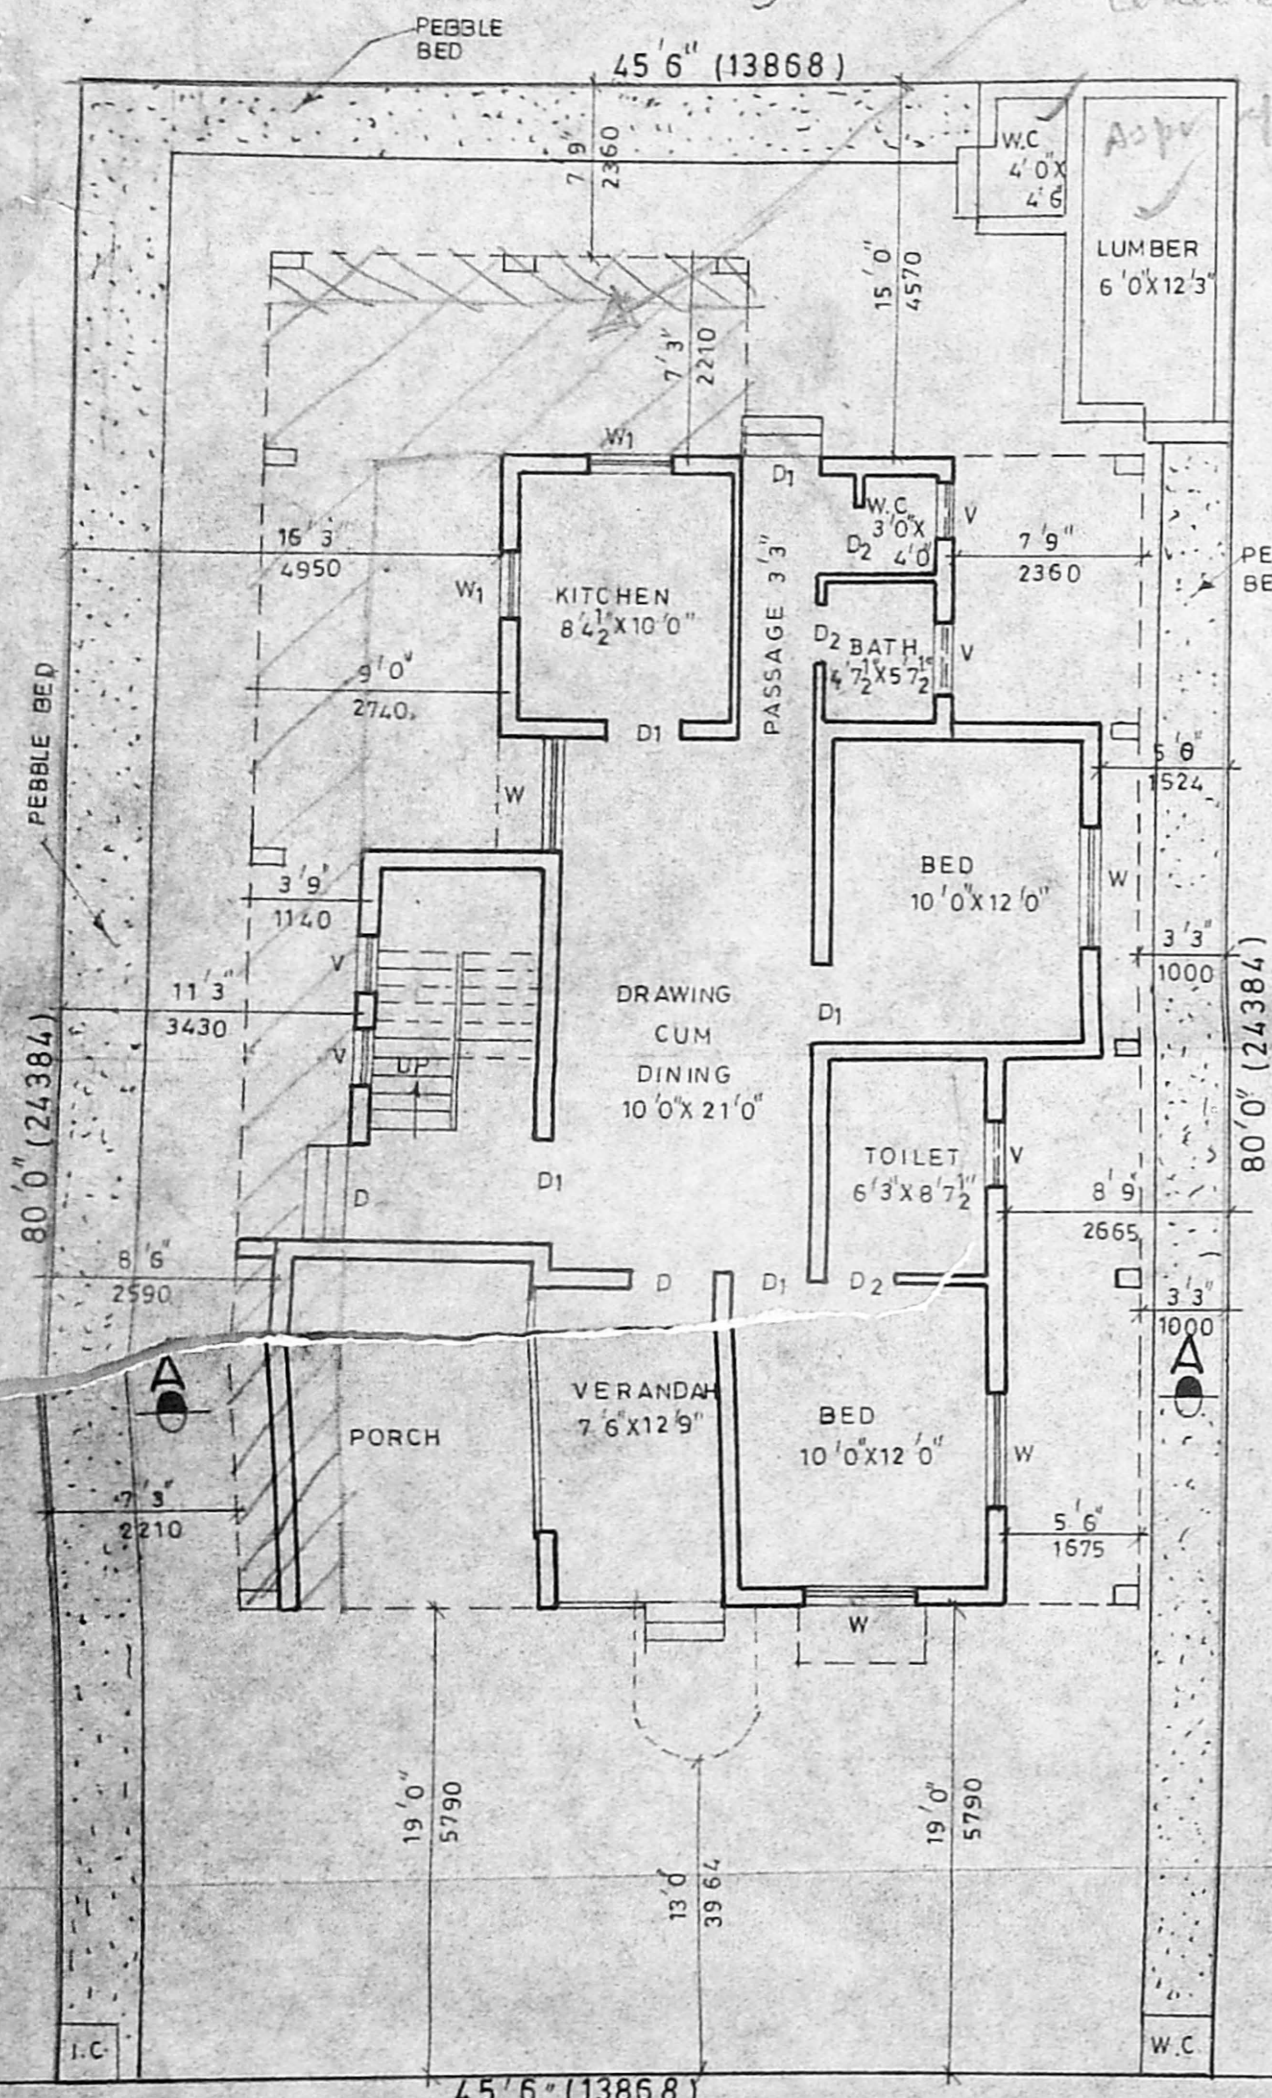 PEBBLE
BED
45'6" (13868)
W.C
4'0"X
4'6"
7'9"
2360
LUMBER
6'0"X12'3"
15'0"
4570
7'3"
2210
W1
D1
W.C
3'0"X
4'0"
D2
V
7'9"
2360
4950
W1
KITCHEN
8'4½"X10'0"
PASSAGE 3'3"
D2
BATH
4'7½"X5'7½"
V
9'0"
2740
D1
PEBBLE BED
1524
W
BED
10'0"X12'0"
W
3'9"
1140
3'3"
1000
V
11'3"
3430
DRAWING
CUM
DINING
10'0"X21'0"
D1
80'0" (24384)
80'0" (24384)
V
UP
TOILET
6'3"X8'7½"
V
D
D1
8'9"
2665
8'6"
2590
D
D1
D2
3'3"
1000
A
A
VERANDAH
7'6"X12'9"
PORCH
BED
10'0"X12'0"
W
7'3"
2210
5'6"
1675
W
19'0"
5790
19'0"
5790
13'0"
3964
I.C.
W.C
45'6" (13868)